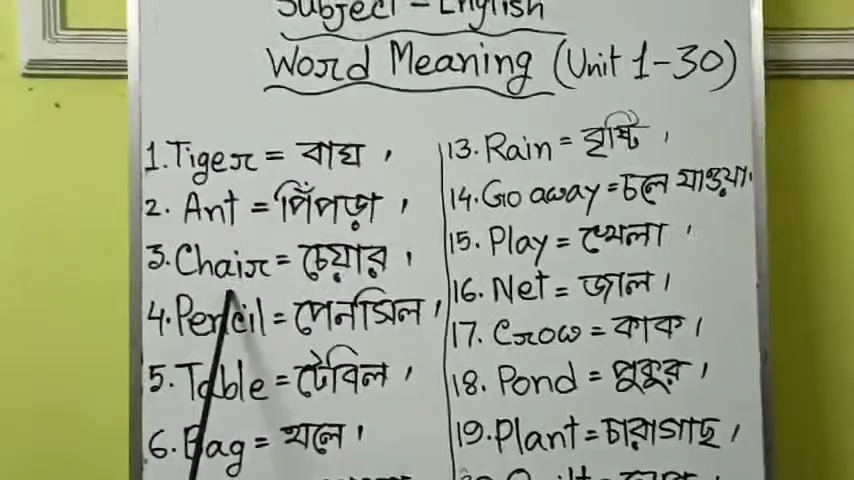 Subject - English
Word Meaning (Unit 1-30)
1. Tiger = বাঘ ,
2. Ant = পিঁপড়া ,
3. Chair = চেয়ার ,
4. Pencil = পেনসিল ,
5. Table = টেবিল ,
6. Bag = থলে ,
13. Rain = বৃষ্টি ,
14. Go away = চলে যাওয়া ,
15. Play = খেলা ,
16. Net = জাল ,
17. Crow = কাক ,
18. Pond = পুকুর ,
19. Plant = চারাগাছ ,